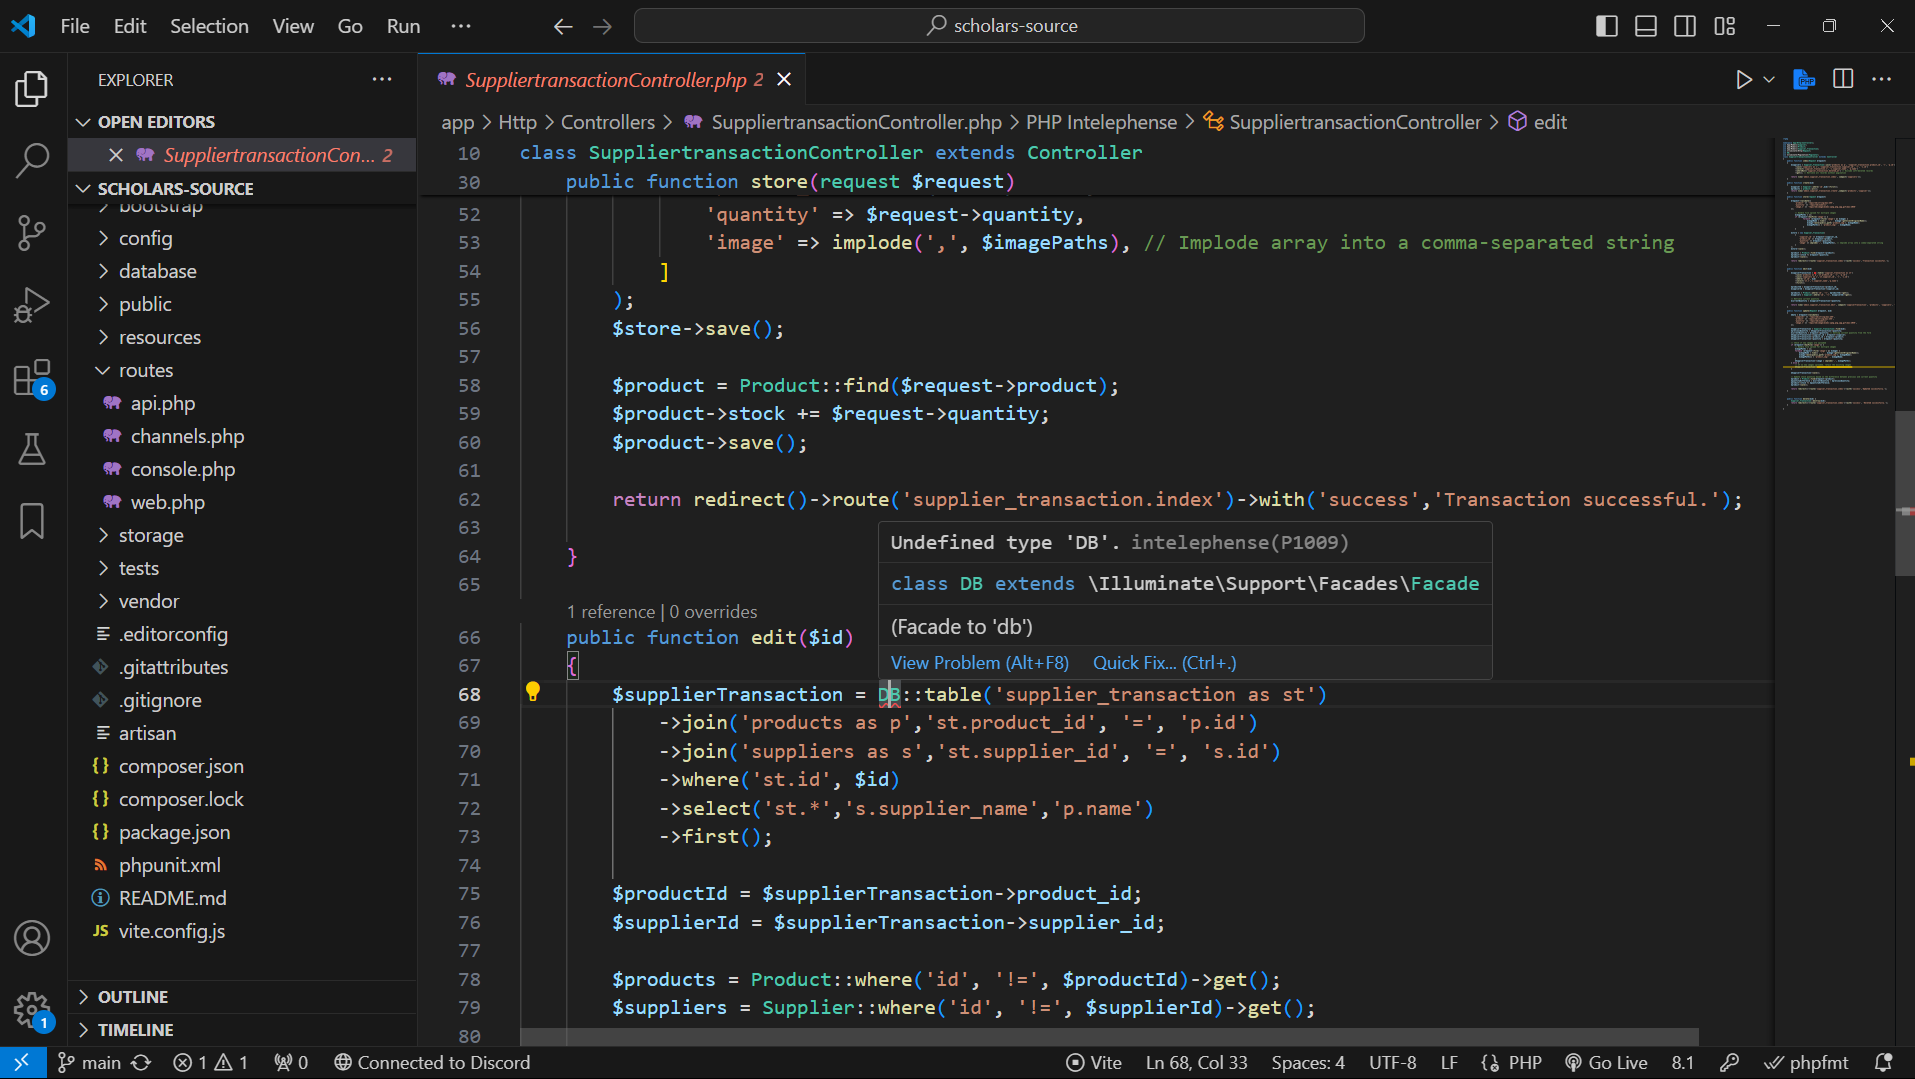 File Edit Selection View Go Run ··· scholars-source
EXPLORER ···
OPEN EDITORS
SuppliertransactionCon... 2
SCHOLARS-SOURCE
bootstrap
config
database
public
resources
routes
api.php
channels.php
console.php
web.php
storage
tests
vendor
.editorconfig
.gitattributes
.gitignore
artisan
composer.json
composer.lock
package.json
phpunit.xml
README.md
JS vite.config.js
OUTLINE
TIMELINE
6
1
SuppliertransactionController.php 2
PHP
app > Http > Controllers > SuppliertransactionController.php > PHP Intelephense > SuppliertransactionController > edit
10 class SuppliertransactionController extends Controller
30 public function store(request $request)
52 'quantity' => $request->quantity,
53 'image' => implode(',', $imagePaths), // Implode array into a comma-separated string
54 ]
55 );
56 $store->save();
57
58 $product = Product::find($request->product);
59 $product->stock += $request->quantity;
60 $product->save();
61
62 return redirect()->route('supplier_transaction.index')->with('success','Transaction successful.');
63
64 }
65
Undefined type 'DB'. intelephense(P1009)
class DB extends \Illuminate\Support\Facades\Facade
(Facade to 'db')
View Problem (Alt+F8) Quick Fix... (Ctrl+.)
1 reference | 0 overrides
66 public function edit($id)
67 {
68 $supplierTransaction = DB::table('supplier_transaction as st')
69 ->join('products as p','st.product_id', '=', 'p.id')
70 ->join('suppliers as s','st.supplier_id', '=', 's.id')
71 ->where('st.id', $id)
72 ->select('st.*','s.supplier_name','p.name')
73 ->first();
74
75 $productId = $supplierTransaction->product_id;
76 $supplierId = $supplierTransaction->supplier_id;
77
78 $products = Product::where('id', '!=', $productId)->get();
79 $suppliers = Supplier::where('id', '!=', $supplierId)->get();
80
main 1 1 0 Connected to Discord Vite Ln 68, Col 33 Spaces: 4 UTF-8 LF PHP Go Live 8.1 phpfmt